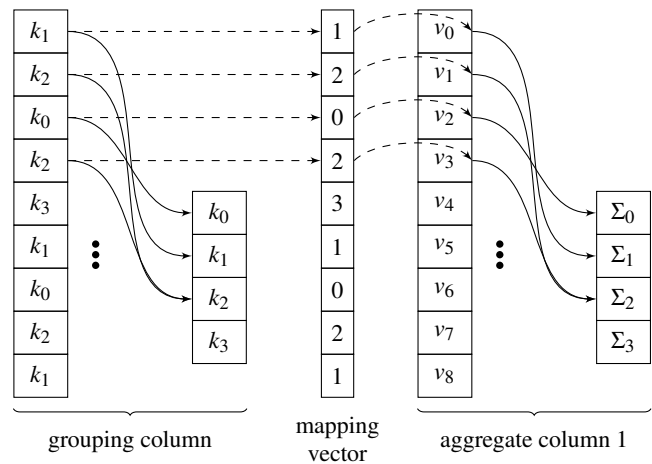 k₁ 1 v₀
k₂ 2 v₁
k₀ 0 v₂
k₂ 2 v₃
k₃ k₀ 3 v₄ Σ₀
k₁ k₁ 1 v₅ Σ₁
k₀ k₂ 0 v₆ Σ₂
k₂ k₃ 2 v₇ Σ₃
k₁ 1 v₈
grouping column
mapping
vector
aggregate column 1